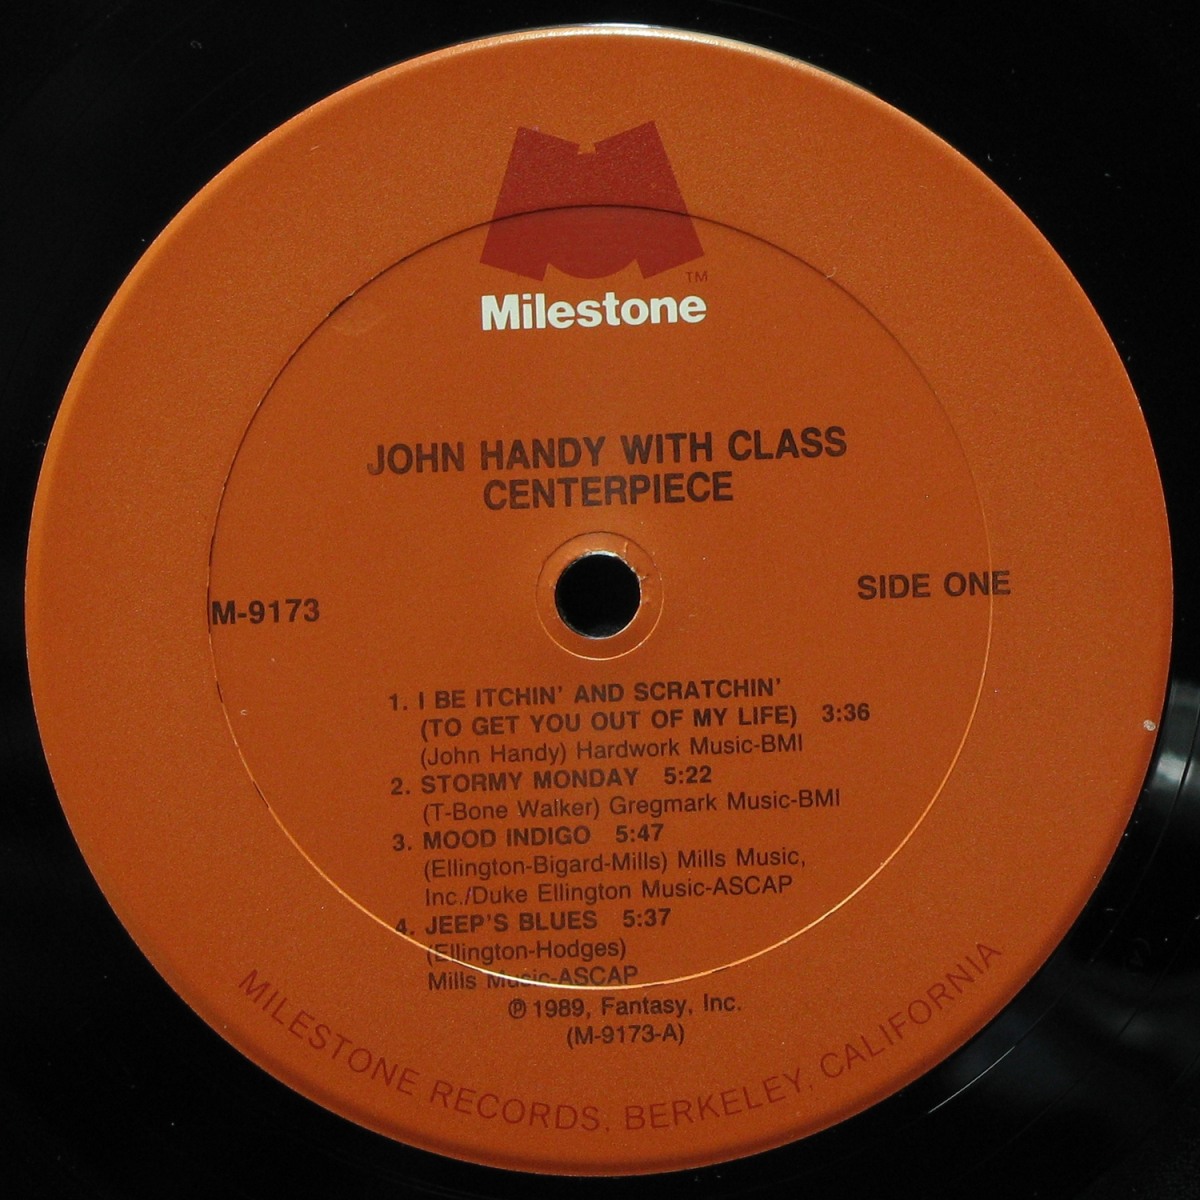 TM
Milestone
JOHN HANDY WITH CLASS
CENTERPIECE
M-9173
SIDE ONE
1. I BE ITCHIN' AND SCRATCHIN'
(TO GET YOU OUT OF MY LIFE) 3:36
(John Handy) Hardwork Music-BMI
2. STORMY MONDAY 5:22
(T-Bone Walker) Gregmark Music-BMI
3. MOOD INDIGO 5:47
(Ellington-Bigard-Mills) Mills Music,
Inc./Duke Ellington Music-ASCAP
4. JEEP'S BLUES 5:37
(Ellington-Hodges)
Mills Music-ASCAP
℗ 1989, Fantasy, Inc.
(M-9173-A)
MILESTONE RECORDS, BERKELEY, CALIFORNIA